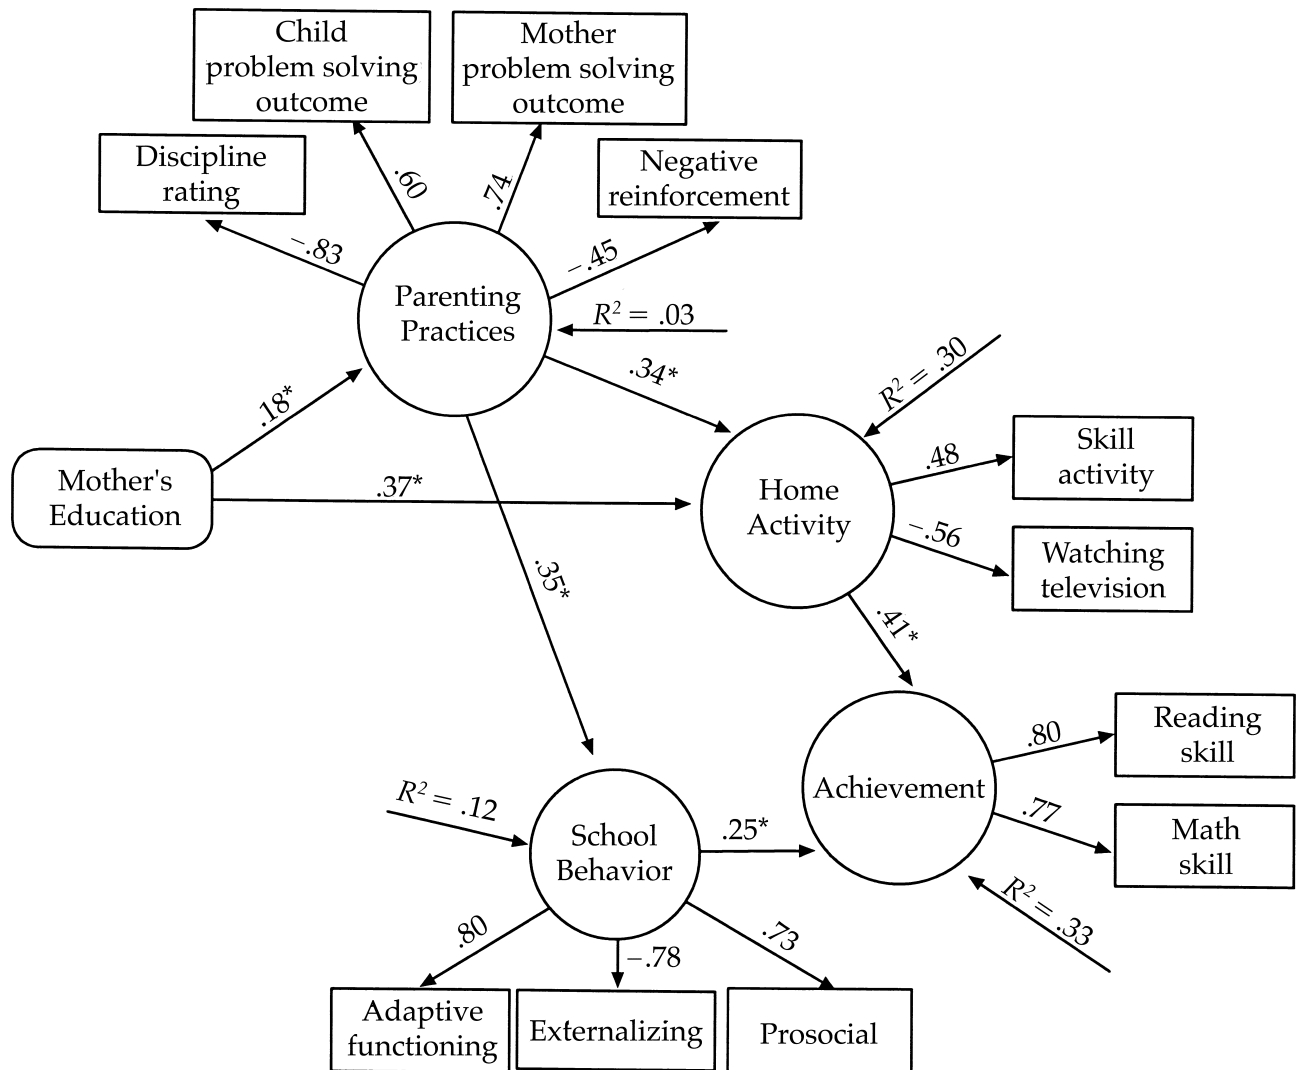 Child
problem solving
outcome
Mother
problem solving
outcome
Discipline
rating
Negative
reinforcement
.60
.74
–.83
–.45
Parenting
Practices
R² = .03
.34*
R² = .30
.18*
Mother's
Education
.37*
Home
Activity
.48
Skill
activity
–.56
Watching
television
.35*
.41*
Achievement
.80
Reading
skill
.77
Math
skill
R² = .33
R² = .12
School
Behavior
.25*
.80
–.78
.73
Adaptive
functioning
Externalizing
Prosocial